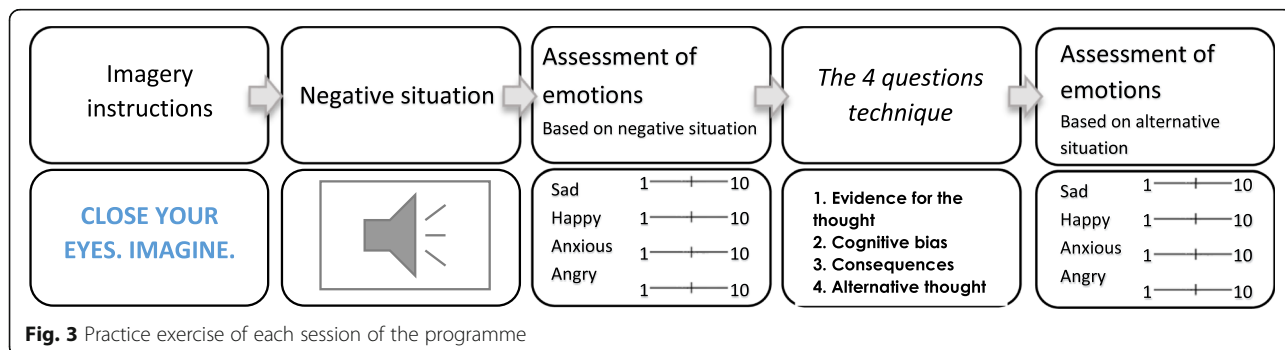 Imagery
instructions
Negative situation
Assessment of
emotions
Based on negative situation
The 4 questions
technique
Assessment of
emotions
Based on alternative
situation
CLOSE YOUR
EYES. IMAGINE.
Sad 1 10
Happy 1 10
Anxious 1 10
Angry 1 10
1. Evidence for the
thought
2. Cognitive bias
3. Consequences
4. Alternative thought
Sad 1 10
Happy 1 10
Anxious 1 10
Angry 1 10
Fig. 3 Practice exercise of each session of the programme